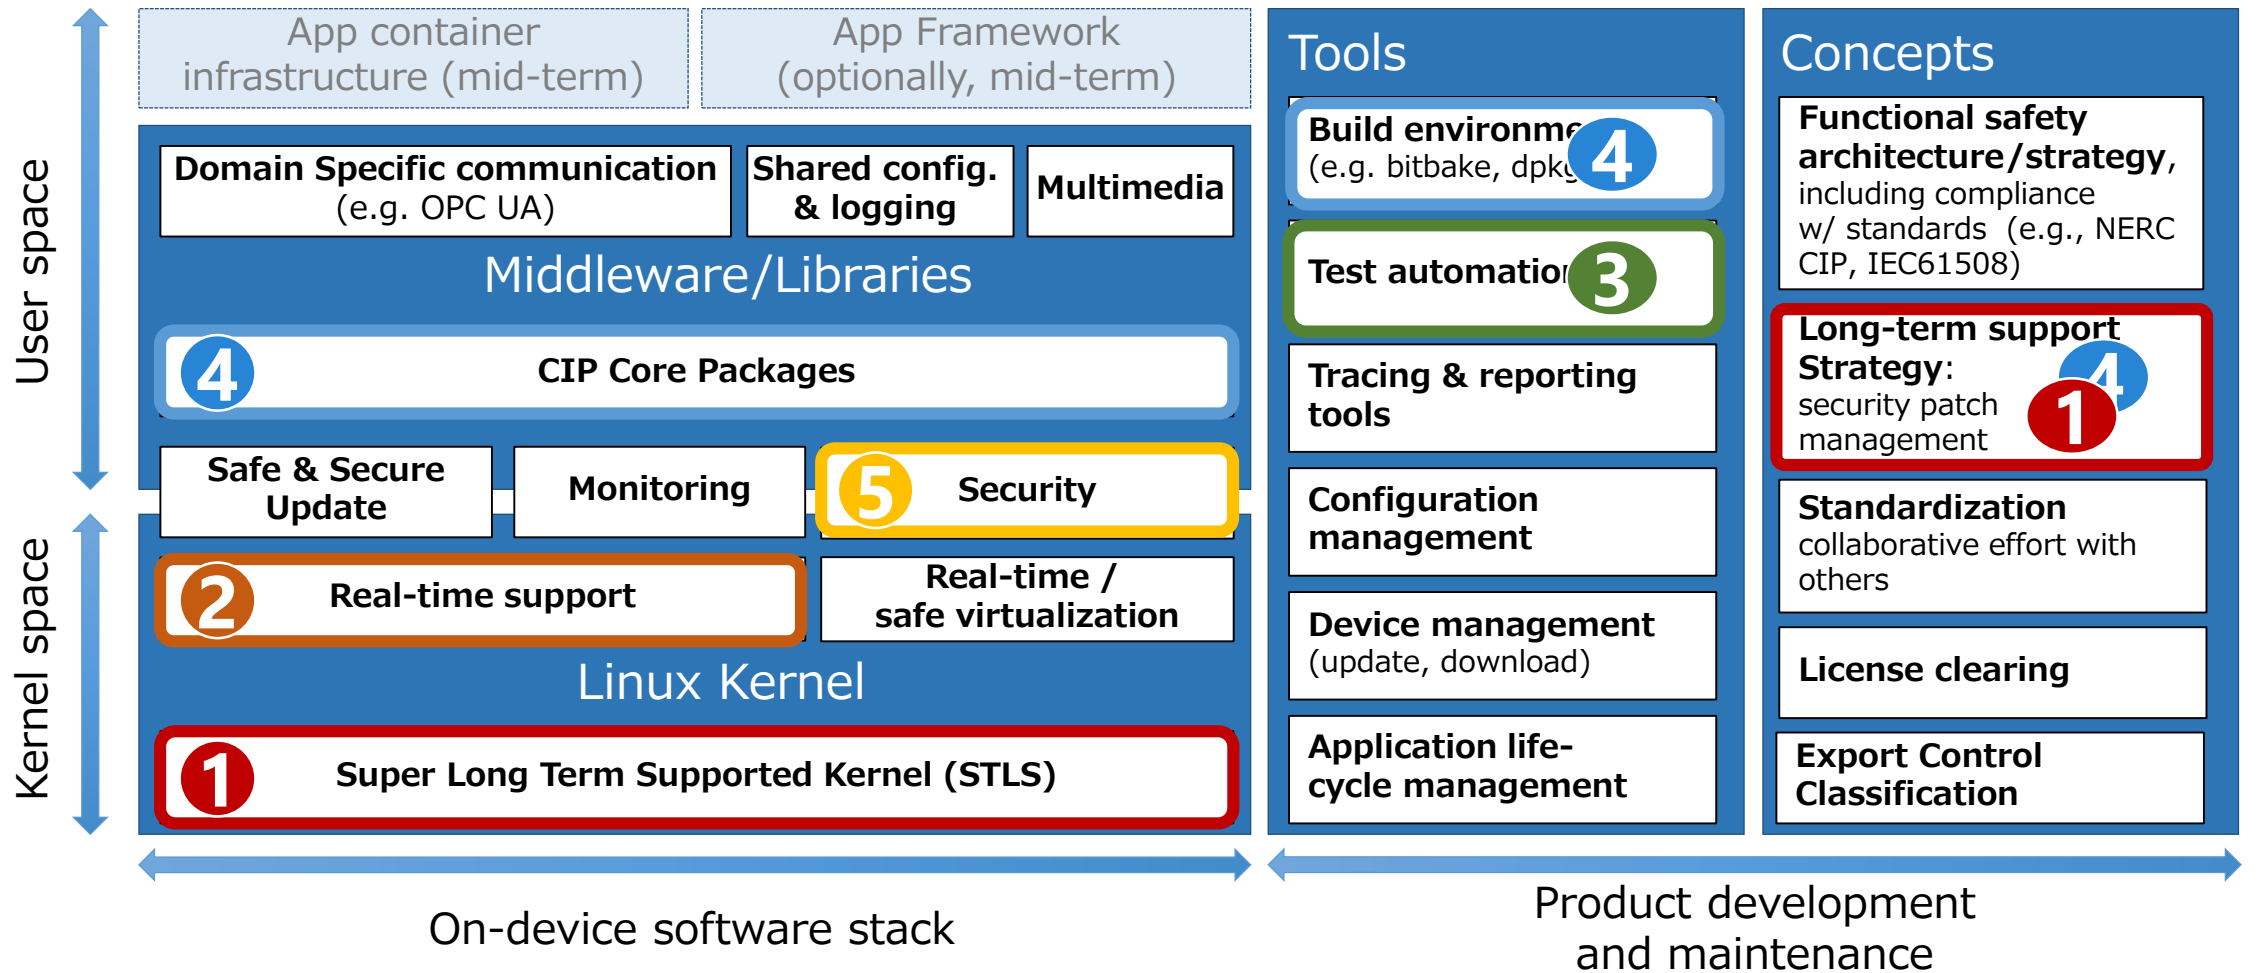 App container
infrastructure (mid-term)
App Framework
(optionally, mid-term)
User space
Domain Specific communication
(e.g. OPC UA)
Shared config.
& logging
Multimedia
Middleware/Libraries
4
CIP Core Packages
Safe & Secure
Update
Monitoring
5
Security
Kernel space
2
Real-time support
Real-time /
safe virtualization
Linux Kernel
1
Super Long Term Supported Kernel (STLS)
On-device software stack
Tools
Build
(e.g. bitbake,
4
Test
3
Tracing & reporting
tools
Configuration
management
Device management
(update, download)
Application life-
cycle management
Concepts
Functional safety
architecture/strategy,
including compliance
w/ standards (e.g., NERC
CIP, IEC61508)
Long-term support
Strategy:
security patch
management
4
1
Standardization
collaborative effort with
others
License clearing
Export Control
Classification
Product development
and maintenance